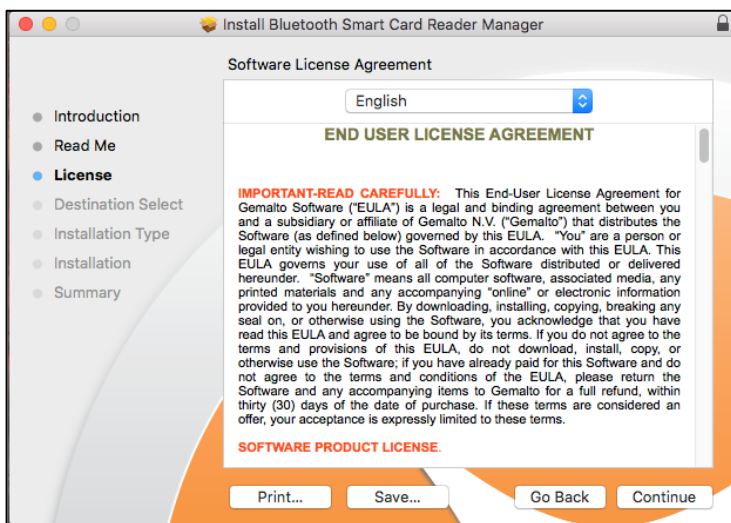 Install Bluetooth Smart Card Reader Manager
Software License Agreement
Introduction
Read Me
License
Destination Select
Installation Type
Installation
Summary
English
END USER LICENSE AGREEMENT
IMPORTANT-READ CAREFULLY: This End-User License Agreement for
Gemalto Software ("EULA") is a legal and binding agreement between you
and a subsidiary or affiliate of Gemalto N.V. ("Gemalto") that distributes the
Software (as defined below) governed by this EULA. "You" are a person or
legal entity wishing to use the Software in accordance with this EULA. This
EULA governs your use of all of the Software distributed or delivered
hereunder. "Software" means all computer software, associated media, any
printed materials and any accompanying "online" or electronic information
provided to you hereunder. By downloading, installing, copying, breaking any
seal on, or otherwise using the Software, you acknowledge that you have
read this EULA and agree to be bound by its terms. If you do not agree to the
terms and provisions of this EULA, do not download, install, copy, or
otherwise use the Software; if you have already paid for this Software and do
not agree to the terms and conditions of the EULA, please return the
Software and any accompanying items to Gemalto for a full refund, within
thirty (30) days of the date of purchase. If these terms are considered an
offer, your acceptance is expressly limited to these terms.
SOFTWARE PRODUCT LICENSE.
Print...
Save...
Go Back
Continue